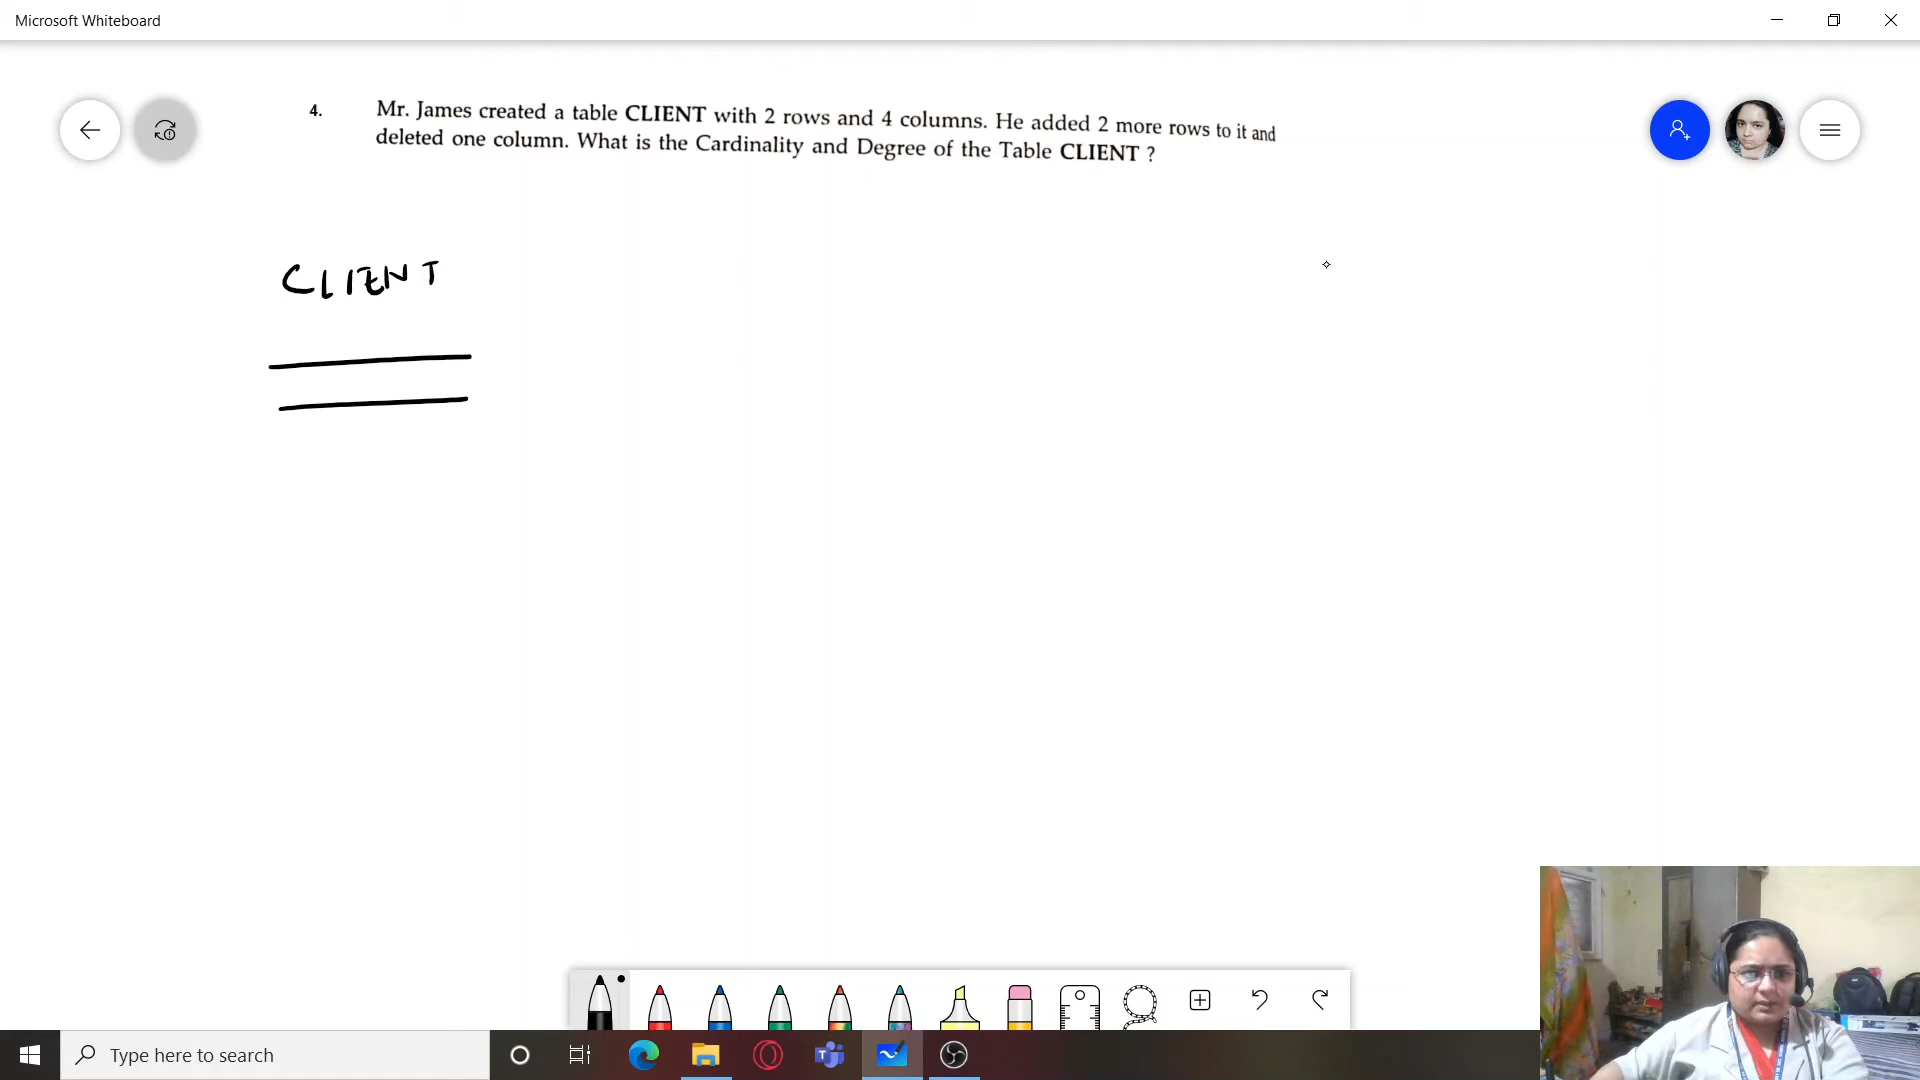 Microsoft Whiteboard
4. Mr. James created a table CLIENT with 2 rows and 4 columns. He added 2 more rows to it and
deleted one column. What is the Cardinality and Degree of the Table CLIENT ?
CLIENT
Type here to search